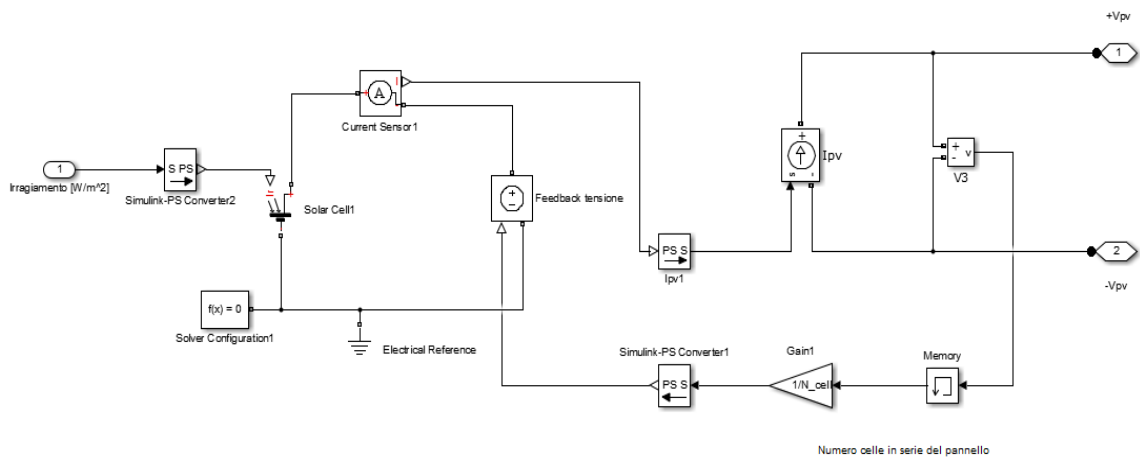 +Vpv
1
I
A
+
Current Sensor1
+
Ipv
s
-
+
-
v
V3
1
Irragiamento [W/m^2]
S PS
Simulink-PS Converter2
Ir
+
Solar Cell1
+
-
Feedback tensione
PS S
Ipv1
2
-Vpv
f(x) = 0
Solver Configuration1
Electrical Reference
Simulink-PS Converter1
PS S
Gain1
1/N_cell
Memory
Numero celle in serie del pannello